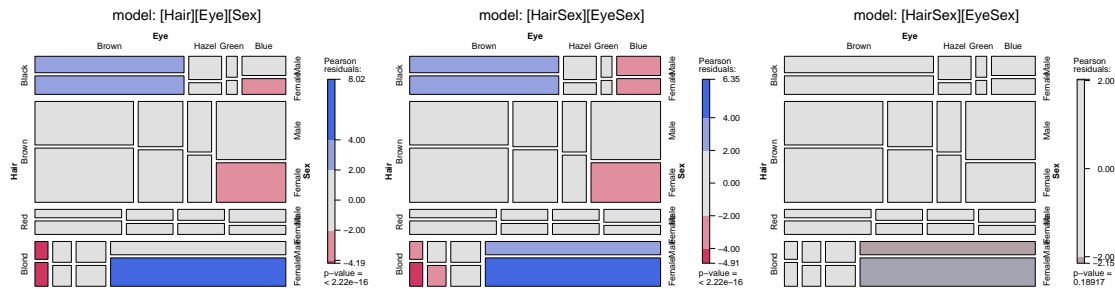 model: [Hair][Eye][Sex]
Eye
Brown Hazel Green Blue
Hair
Black
Brown
Red
Blond
Sex
Male
Female
Male
Female
Male
Female
Male
Female
Pearson
residuals:
8.02
4.00
2.00
0.00
−2.00
−4.19
p−value =
< 2.22e−16
model: [HairSex][EyeSex]
Eye
Brown Hazel Green Blue
Hair
Black
Brown
Red
Blond
Sex
Male
Female
Male
Female
Male
Female
Male
Female
Pearson
residuals:
6.35
4.00
2.00
0.00
−2.00
−4.00
−4.91
p−value =
< 2.22e−16
model: [HairSex][EyeSex]
Eye
Brown Hazel Green Blue
Hair
Black
Brown
Red
Blond
Sex
Male
Female
Male
Female
Male
Female
Male
Female
Pearson
residuals:
2.00
0.00
−2.00
−2.15
p−value =
0.18917